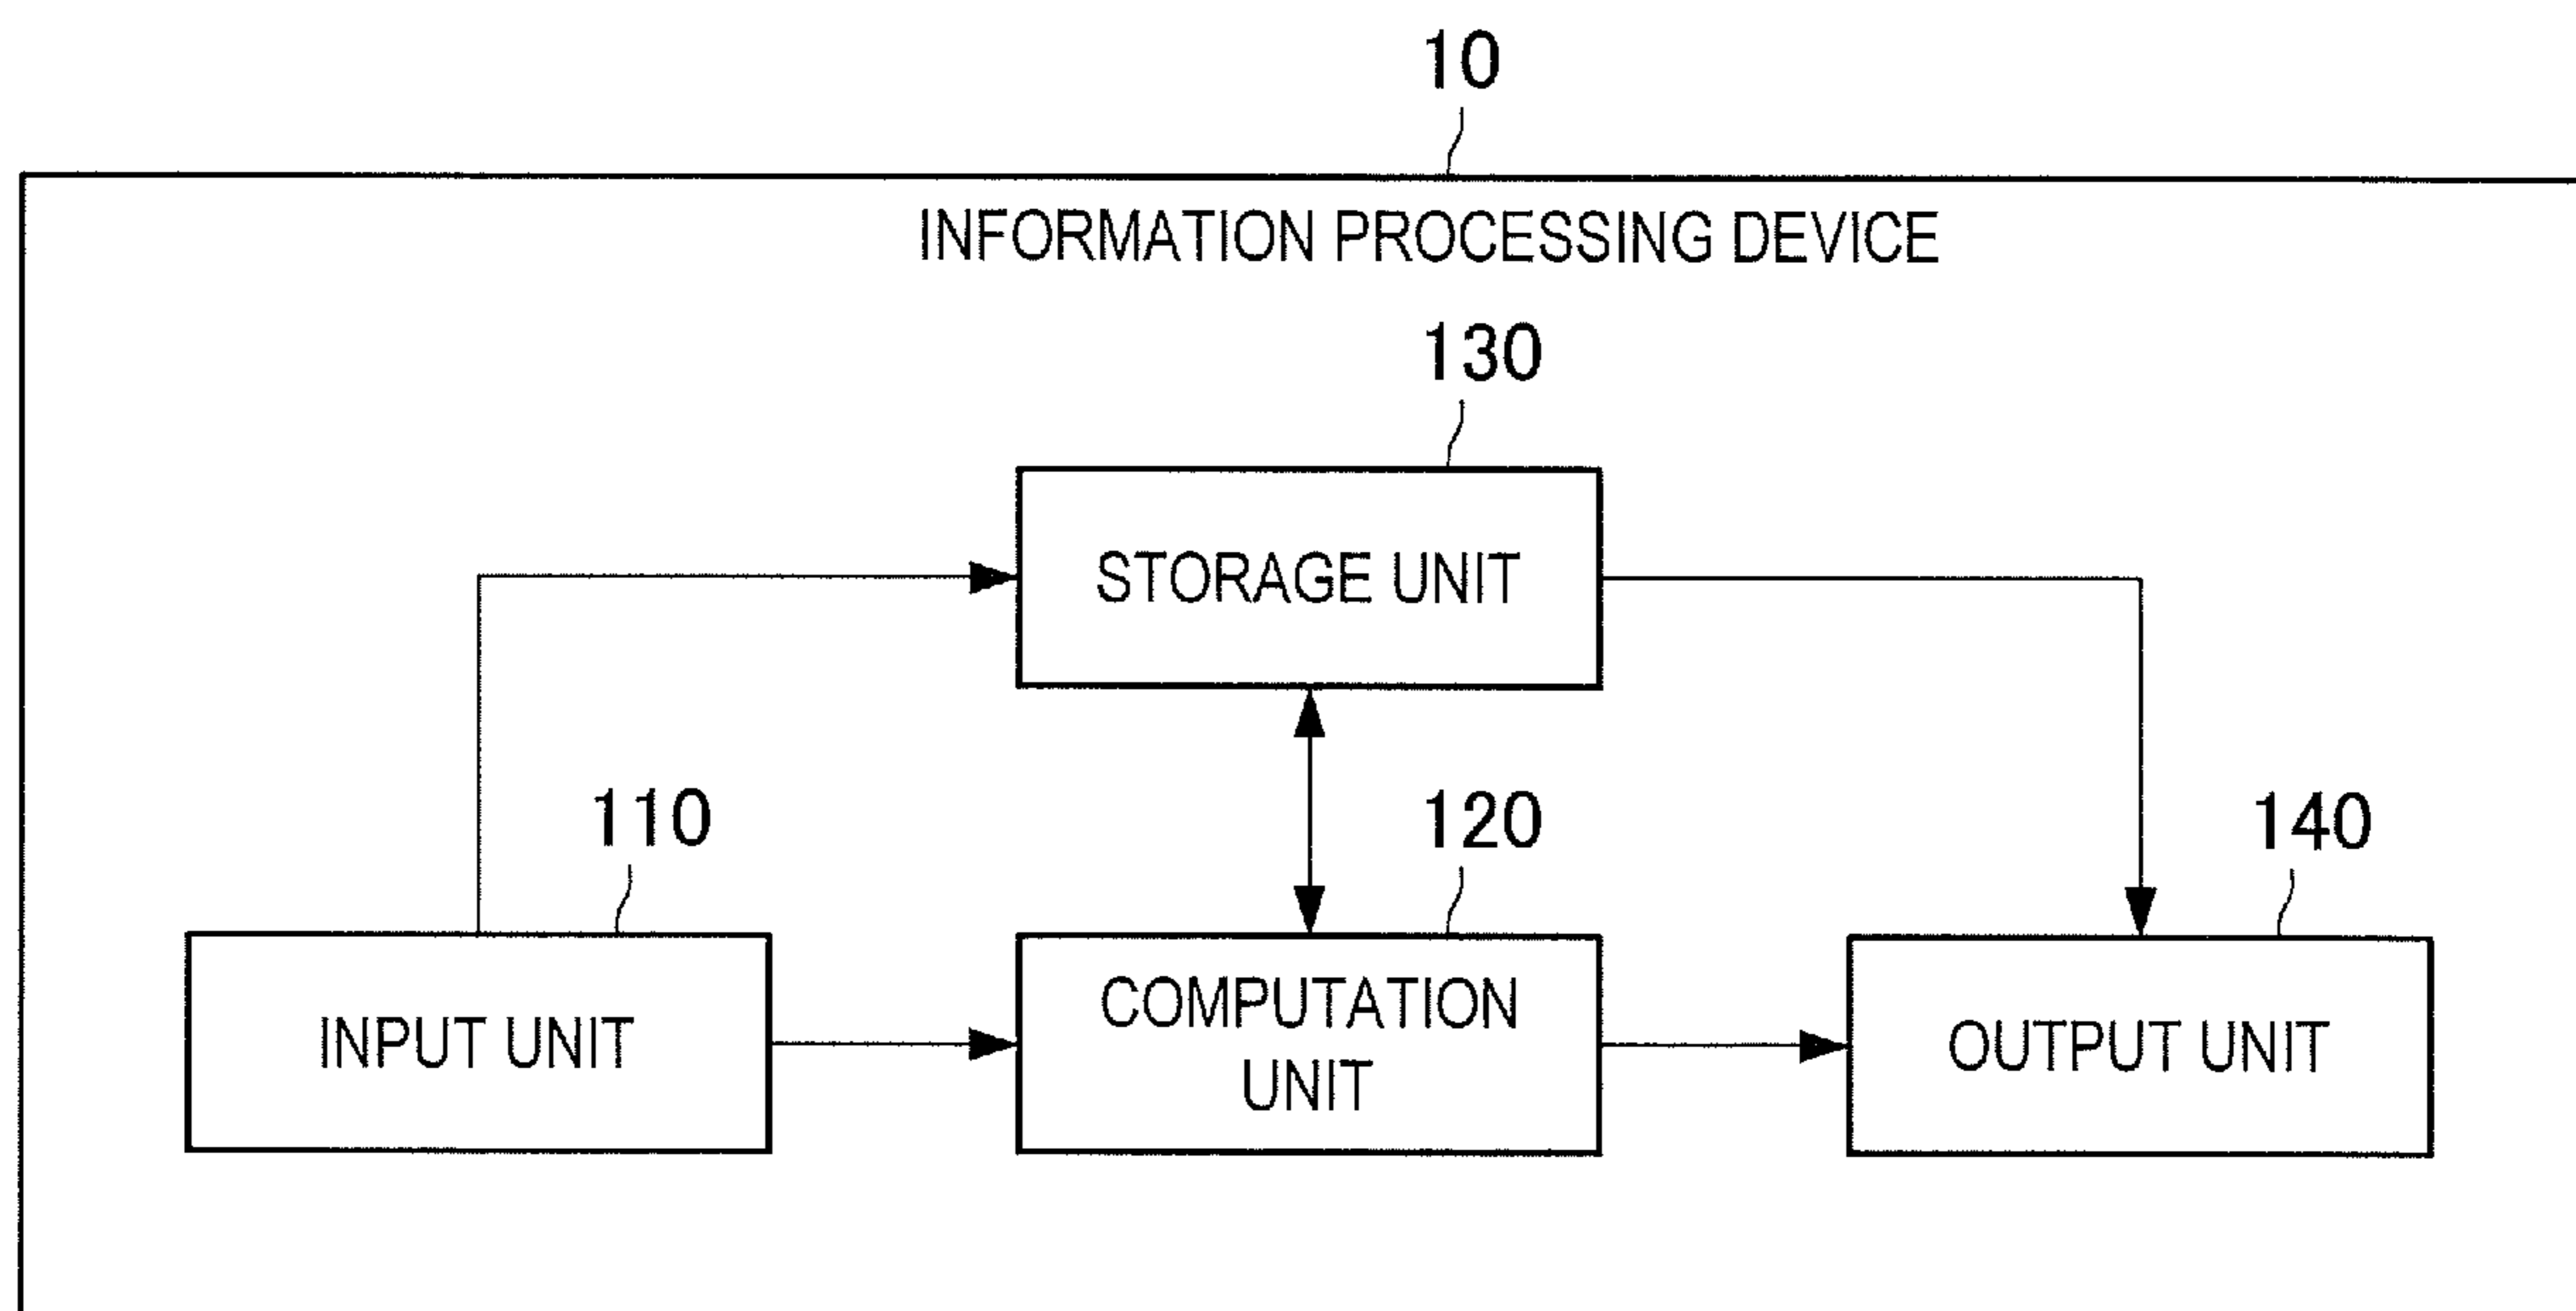 10
INFORMATION PROCESSING DEVICE
130
STORAGE UNIT
110
120
140
INPUT UNIT
COMPUTATION
UNIT
OUTPUT UNIT